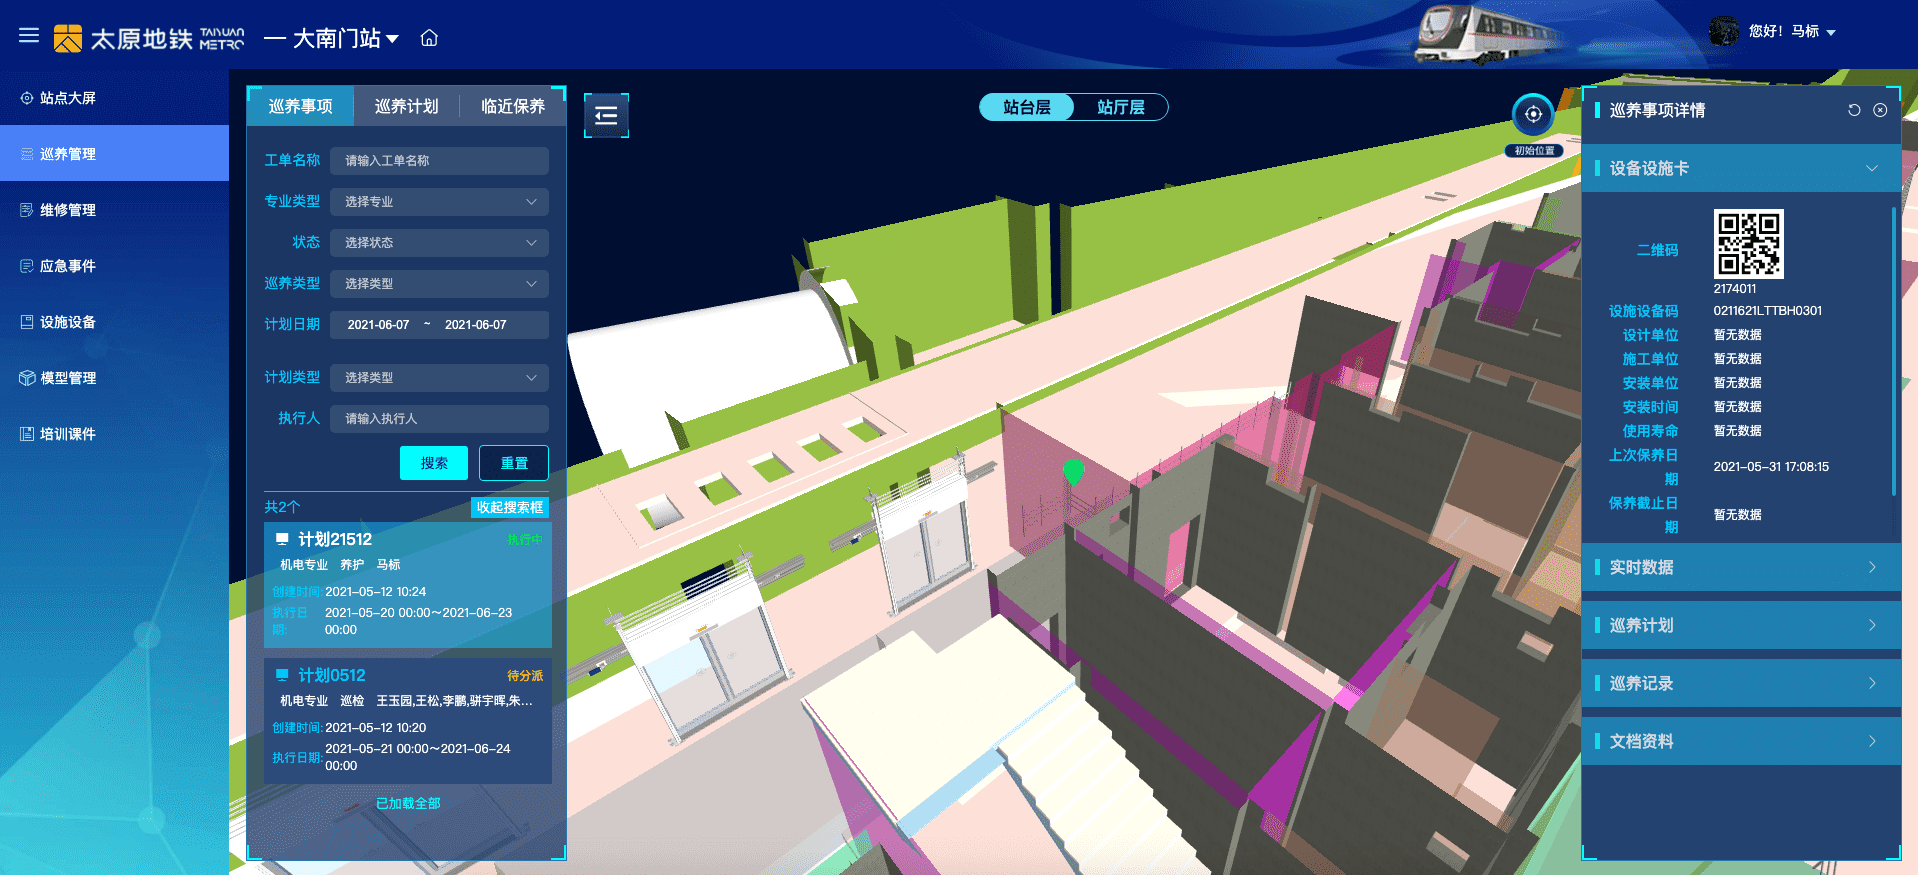 太原地铁 TAIYUAN METRO 一 大南门站
您好！马标
站点大屏
巡养管理
维修管理
应急事件
设施设备
模型管理
培训课件
巡养事项 巡养计划 临近保养
工单名称 请输入工单名称
专业类型 选择专业
状态 选择状态
巡养类型 选择类型
计划日期 2021-06-07 ~ 2021-06-07
计划类型 选择类型
执行人 请输入执行人
搜索 重置
共2个 收起搜索框
计划21512 执行中
机电专业 养护 马标
创建时间: 2021-05-12 10:24
执行日期: 2021-05-20 00:00~2021-06-23 00:00
计划0512 待分派
机电专业 巡检 王玉园,王松,李鹏,骈宇晖,朱...
创建时间: 2021-05-12 10:20
执行日期: 2021-05-21 00:00~2021-06-24 00:00
已加载全部
站台层 站厅层
初始位置
巡养事项详情
设备设施卡
二维码
2174011
设施设备码 0211621LTTBH0301
设计单位 暂无数据
施工单位 暂无数据
安装单位 暂无数据
安装时间 暂无数据
使用寿命 暂无数据
上次保养日期 2021-05-31 17:08:15
保养截止日期 暂无数据
实时数据
巡养计划
巡养记录
文档资料